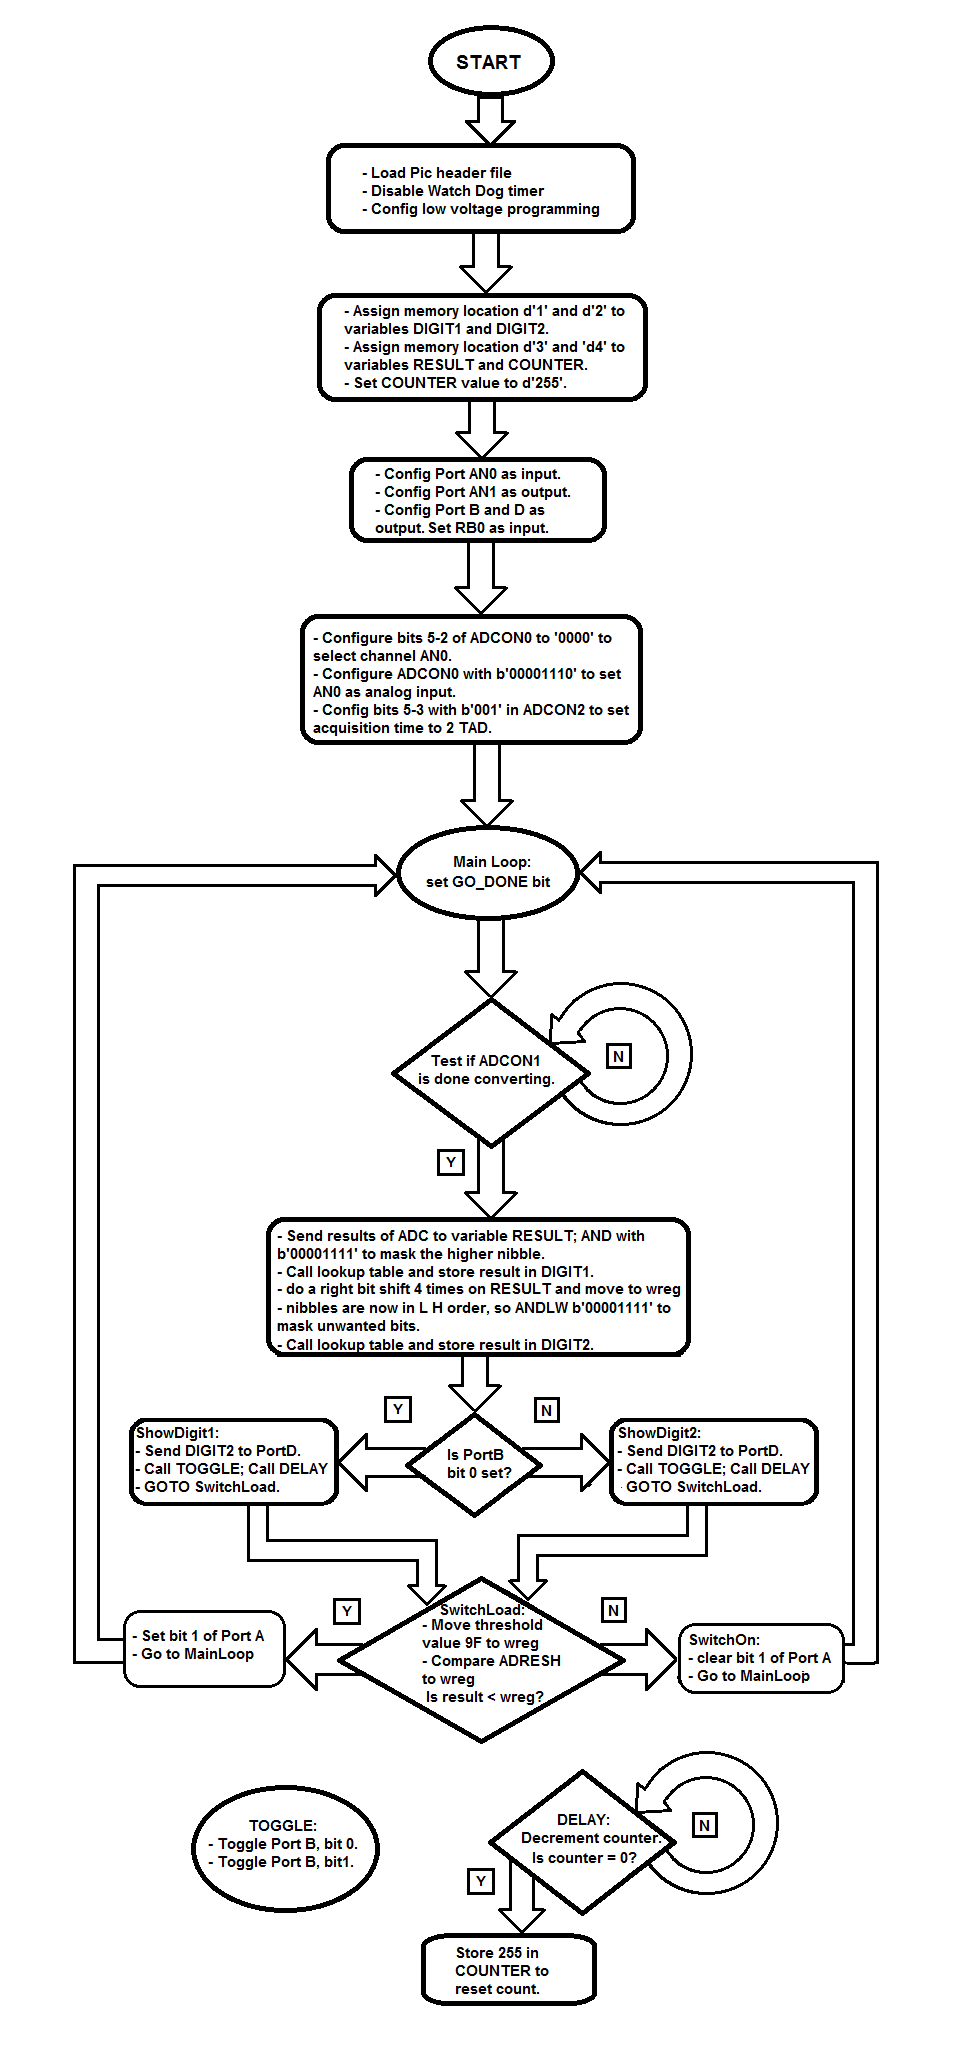 START
- Load Pic header file
- Disable Watch Dog timer
- Config low voltage programming
- Assign memory location d'1' and d'2' to
variables DIGIT1 and DIGIT2.
- Assign memory location d'3' and 'd4' to
variables RESULT and COUNTER.
- Set COUNTER value to d'255'.
- Config Port AN0 as input.
- Config Port AN1 as output.
- Config Port B and D as
output. Set RB0 as input.
- Configure bits 5-2 of ADCON0 to '0000' to
select channel AN0.
- Configure ADCON0 with b'00001110' to set
AN0 as analog input.
- Config bits 5-3 with b'001' in ADCON2 to set
acquisition time to 2 TAD.
Main Loop:
set GO_DONE bit
Test if ADCON1
is done converting.
N
Y
- Send results of ADC to variable RESULT; AND with
b'00001111' to mask the higher nibble.
- Call lookup table and store result in DIGIT1.
- do a right bit shift 4 times on RESULT and move to wreg
- nibbles are now in L H order, so ANDLW b'00001111' to
mask unwanted bits.
- Call lookup table and store result in DIGIT2.
Y
N
Is PortB
bit 0 set?
ShowDigit1:
- Send DIGIT2 to PortD.
- Call TOGGLE; Call DELAY
- GOTO SwitchLoad.
ShowDigit2:
- Send DIGIT2 to PortD.
- Call TOGGLE; Call DELAY
GOTO SwitchLoad.
Y
N
SwitchLoad:
- Move threshold
value 9F to wreg
- Compare ADRESH
to wreg
Is result < wreg?
- Set bit 1 of Port A
- Go to MainLoop
SwitchOn:
- clear bit 1 of Port A
- Go to MainLoop
TOGGLE:
- Toggle Port B, bit 0.
- Toggle Port B, bit1.
DELAY:
Decrement counter.
Is counter = 0?
N
Y
Store 255 in
COUNTER to
reset count.